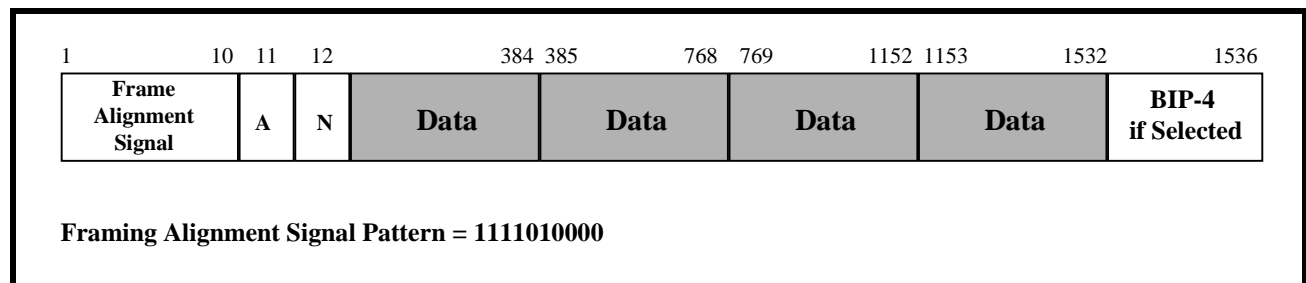 1 10 11 12 384 385 768 769 1152 1153 1532 1536
Frame Alignment Signal
A
N
Data
Data
Data
Data
BIP-4 if Selected
Framing Alignment Signal Pattern = 1111010000